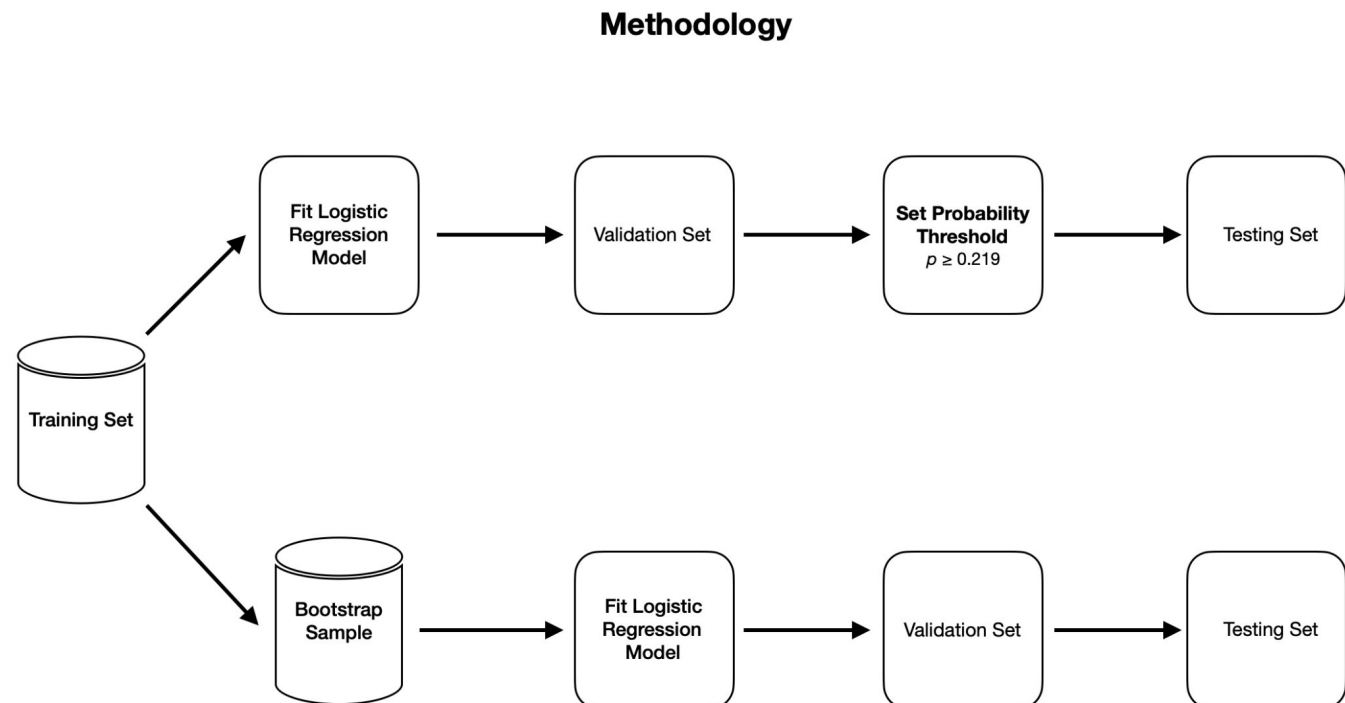 Methodology
Fit Logistic
Regression
Model
Validation Set
Set Probability
Threshold
p ≥ 0.219
Testing Set
Training Set
Bootstrap
Sample
Fit Logistic
Regression
Model
Validation Set
Testing Set